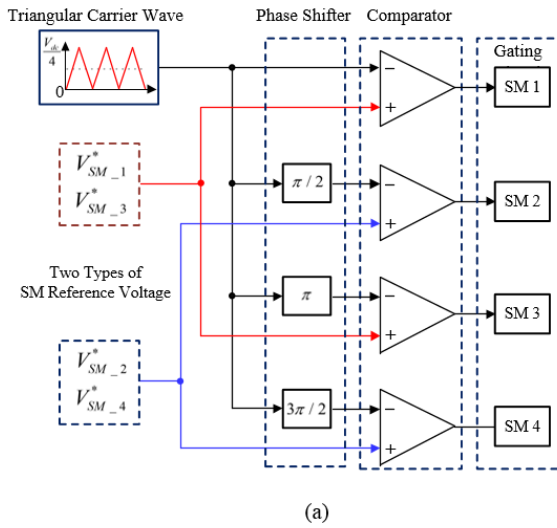 Triangular Carrier Wave
Phase Shifter
Comparator
Gating
V_dc
4
0
−
+
SM 1
V*_SM_1
V*_SM_3
π / 2
−
+
SM 2
Two Types of
SM Reference Voltage
π
−
+
SM 3
V*_SM_2
V*_SM_4
3π / 2
−
+
SM 4
(a)